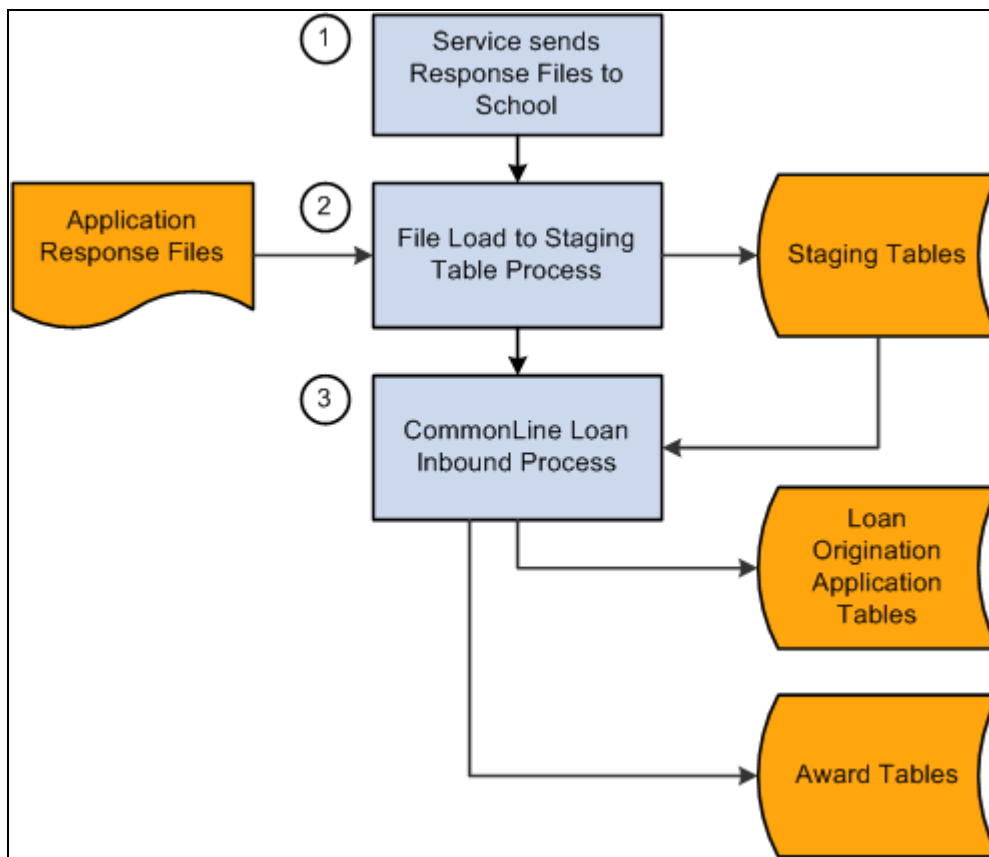 1
Service sends
Response Files to
School
Application
Response Files
2
File Load to Staging
Table Process
Staging Tables
3
CommonLine Loan
Inbound Process
Loan
Origination
Application
Tables
Award Tables